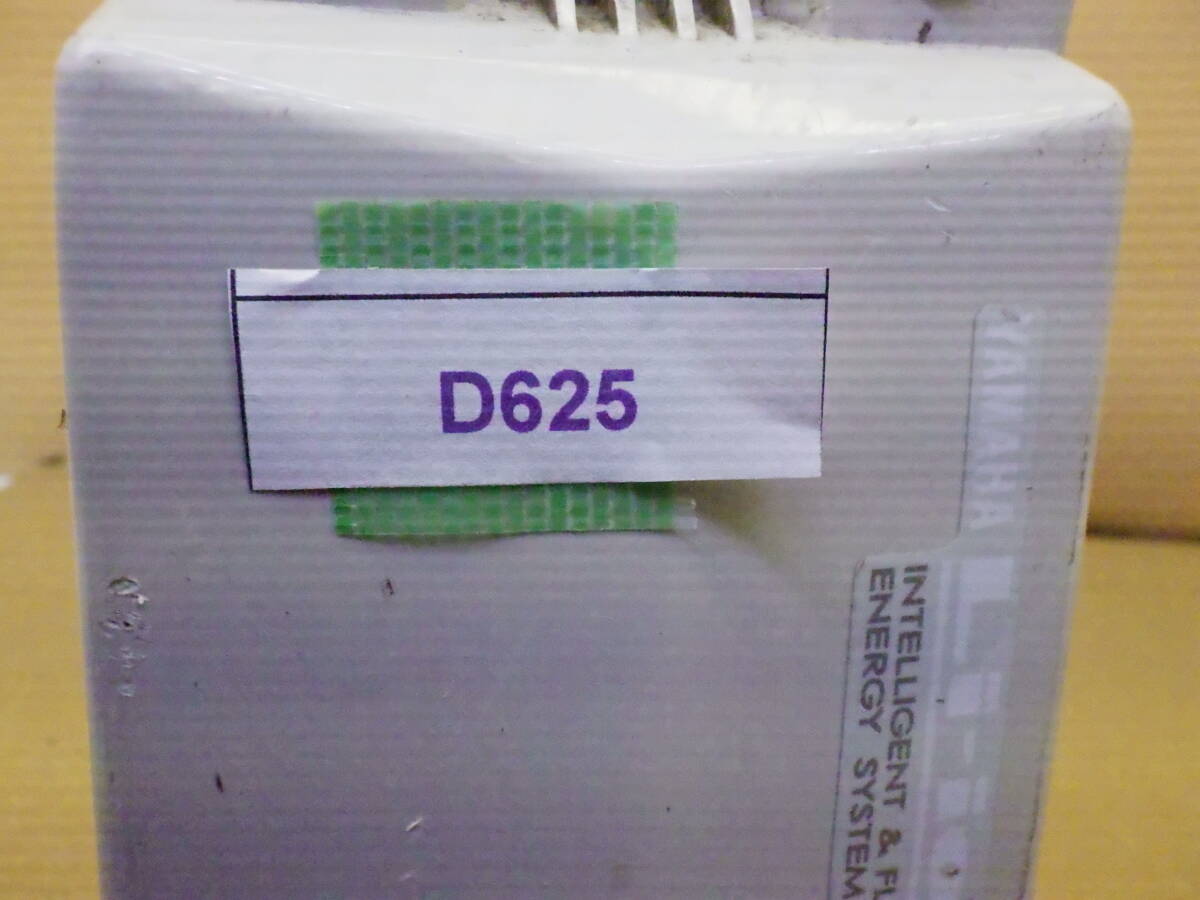 D625
YAMAHA
INTELLIGENT & FL
ENERGY SYSTEM